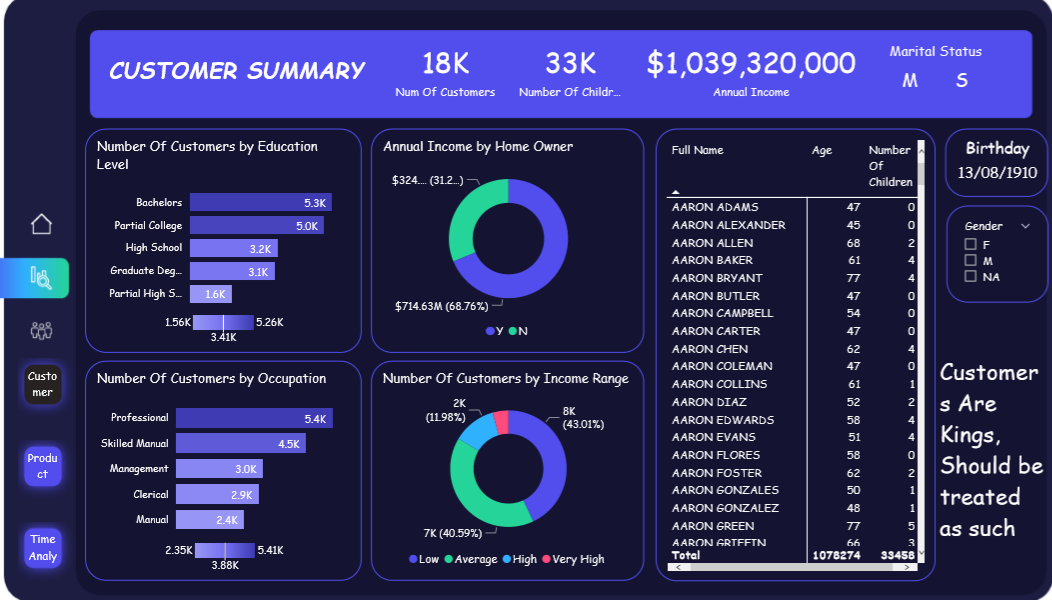 CUSTOMER SUMMARY
18K
Num Of Customers
33K
Number Of Childr...
$1,039,320,000
Annual Income
Marital Status
M S
Number Of Customers by Education
Level
Bachelors 5.3K
Partial College 5.0K
High School 3.2K
Graduate Deg... 3.1K
Partial High S... 1.6K
1.56K 5.26K
3.41K
Annual Income by Home Owner
$324.... (31.2...)
$714.63M (68.76%)
Y N
Full Name Age Number
Of
Children
AARON ADAMS 47 0
AARON ALEXANDER 45 0
AARON ALLEN 68 2
AARON BAKER 61 4
AARON BRYANT 77 4
AARON BUTLER 47 0
AARON CAMPBELL 54 0
AARON CARTER 47 0
AARON CHEN 62 4
AARON COLEMAN 47 0
AARON COLLINS 61 1
AARON DIAZ 52 2
AARON EDWARDS 58 4
AARON EVANS 51 4
AARON FLORES 58 0
AARON FOSTER 62 2
AARON GONZALES 50 1
AARON GONZALEZ 48 1
AARON GREEN 77 5
AARON GRIFFIN 66 3
Total 1078274 33458
Birthday
13/08/1910
Gender
F
M
NA
Customer
s Are
Kings,
Should be
treated
as such
Custo
mer
Produ
ct
Time
Analy
Number Of Customers by Occupation
Professional 5.4K
Skilled Manual 4.5K
Management 3.0K
Clerical 2.9K
Manual 2.4K
2.35K 5.41K
3.88K
Number Of Customers by Income Range
2K
(11.98%)
8K
(43.01%)
7K (40.59%)
Low Average High Very High